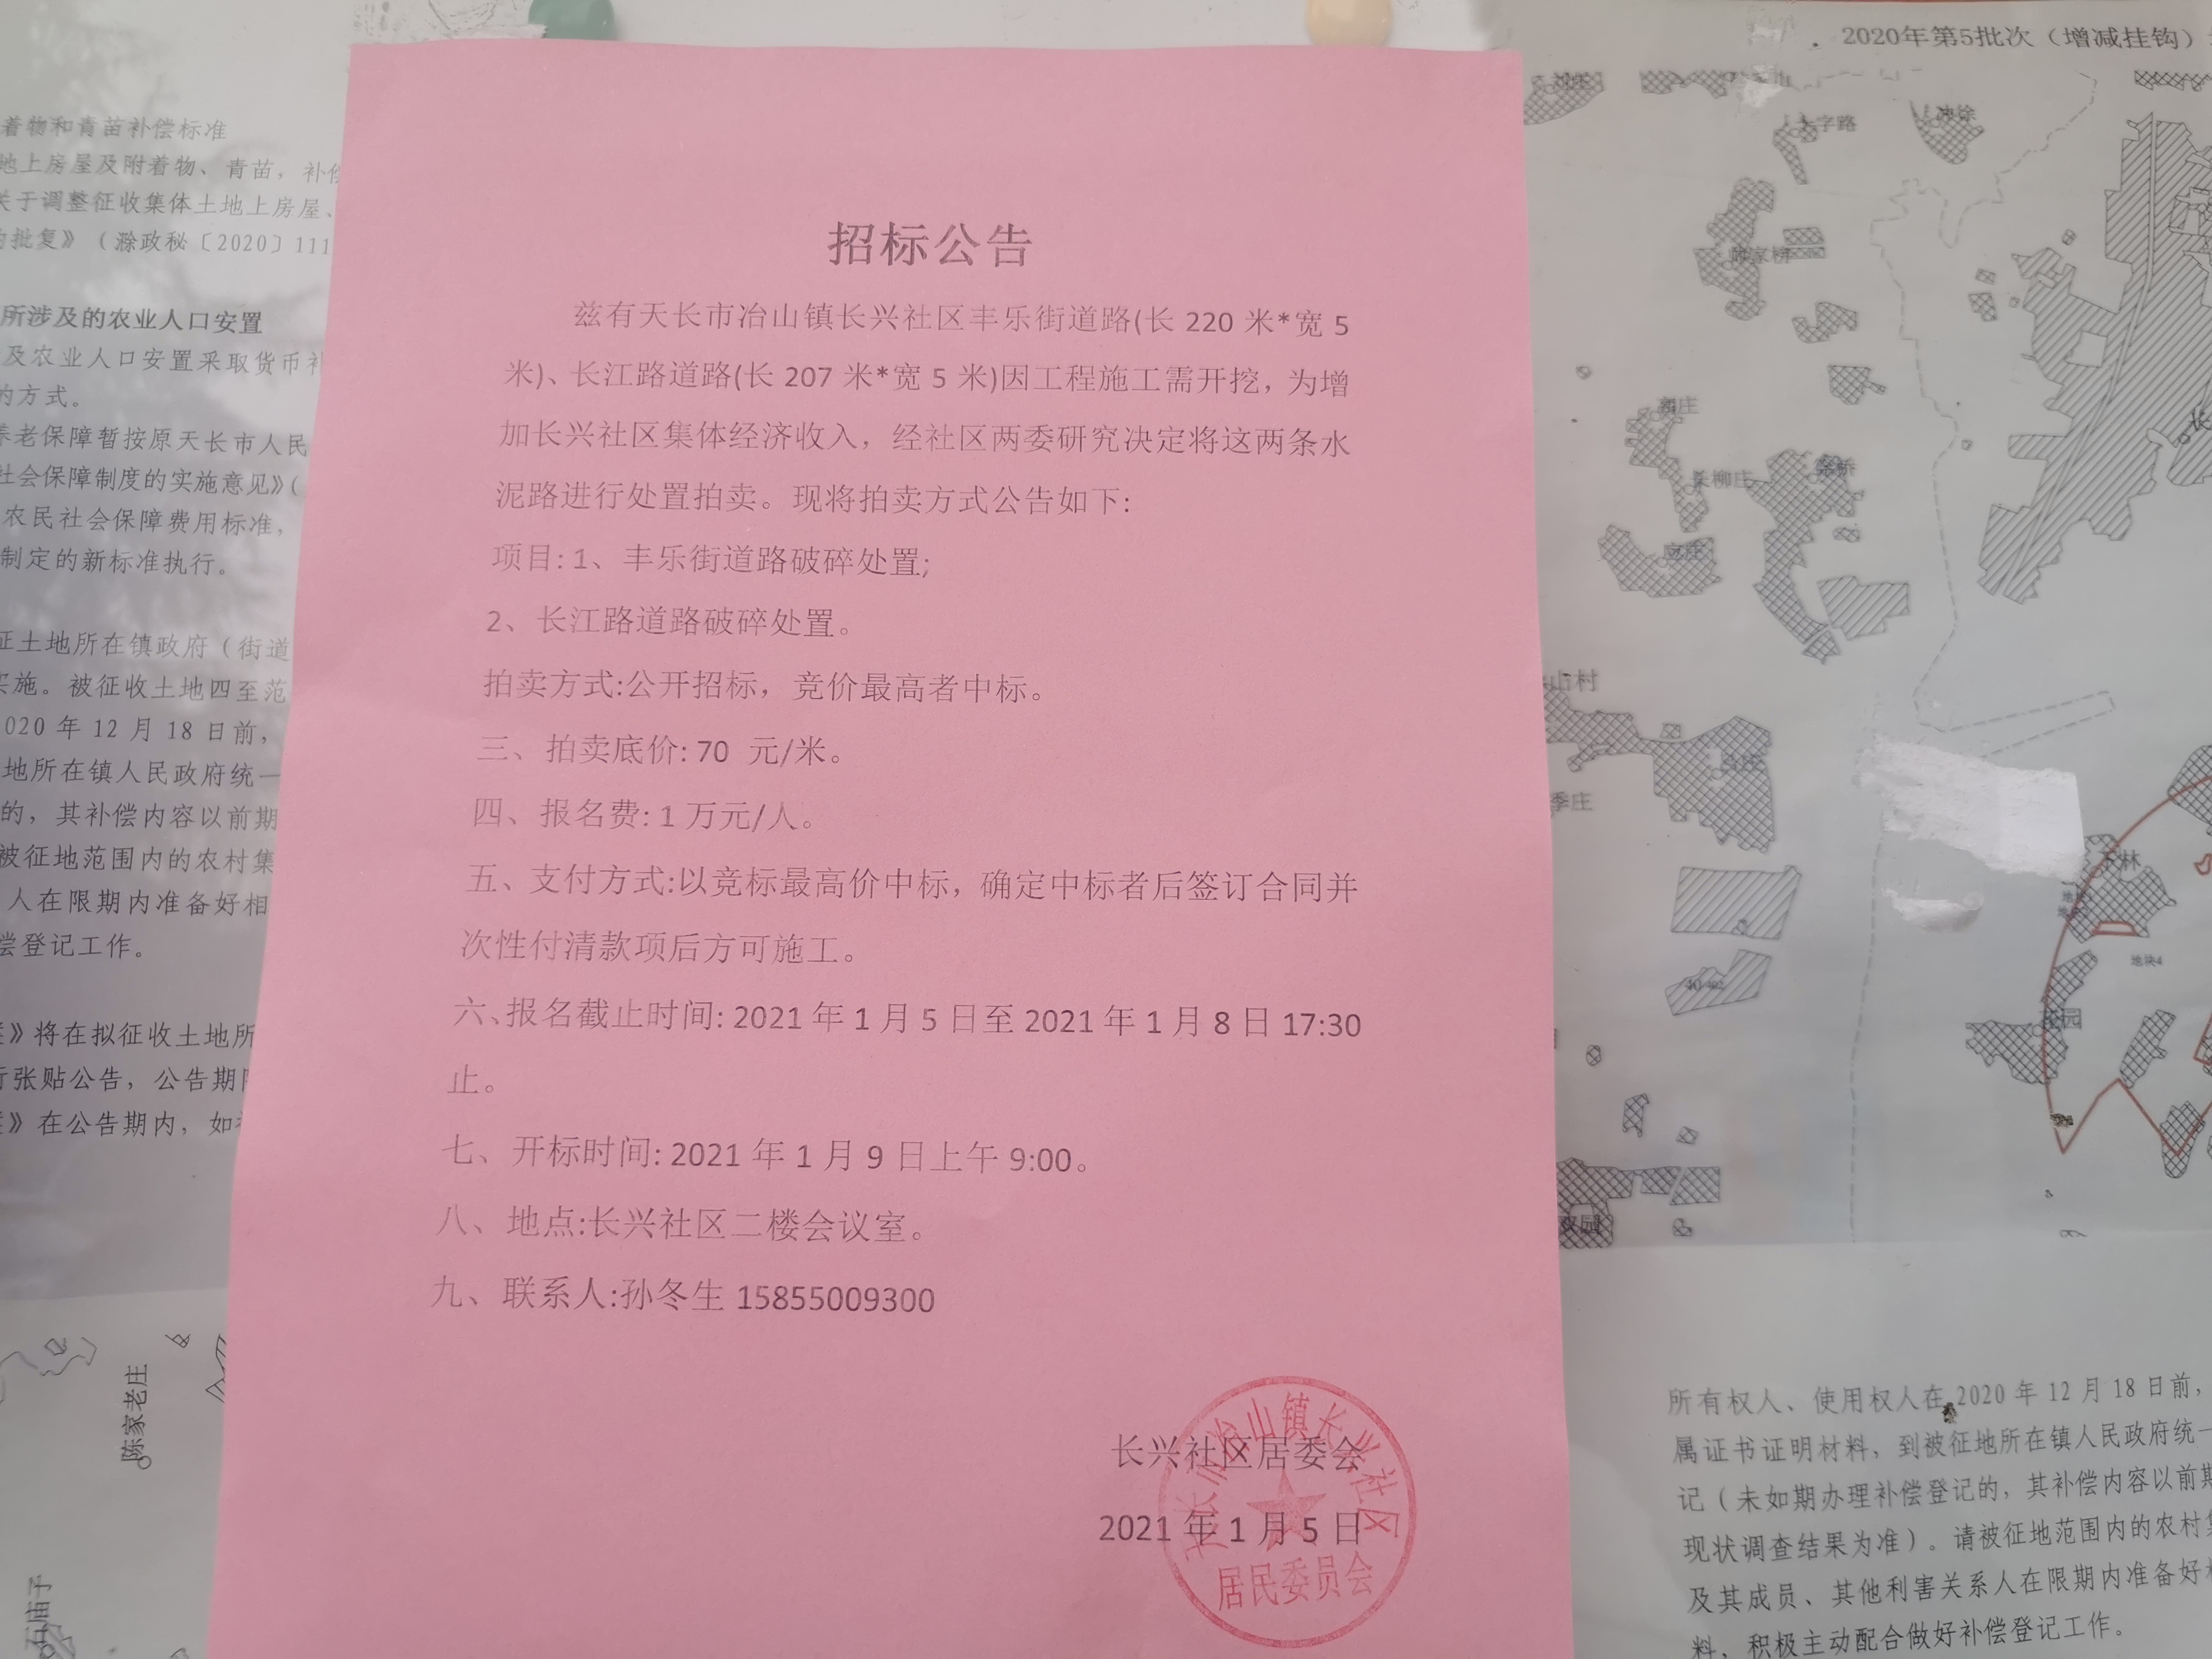 招标公告
兹有天长市冶山镇长兴社区丰乐街道路(长 220 米*宽 5
米)、长江路道路(长 207 米*宽 5 米)因工程施工需开挖，为增
加长兴社区集体经济收入，经社区两委研究决定将这两条水
泥路进行处置拍卖。现将拍卖方式公告如下:
项目: 1、丰乐街道路破碎处置;
2、长江路道路破碎处置。
拍卖方式:公开招标，竞价最高者中标。
三、拍卖底价: 70 元/米。
四、报名费: 1 万元/人。
五、支付方式:以竞标最高价中标，确定中标者后签订合同并
次性付清款项后方可施工。
六、报名截止时间: 2021 年 1 月 5 日至 2021 年 1 月 8 日 17:30
止。
七、开标时间: 2021 年 1 月 9 日上午 9:00。
八、地点:长兴社区二楼会议室。
九、联系人:孙冬生 15855009300
长兴社区居委会
2021 年 1 月 5 日
居民委员会
着物和青苗补偿标准
地上房屋及附着物、青苗，补偿
关于调整征收集体土地上房屋、
的批复》（滁政秘〔2020〕111
所涉及的农业人口安置
及农业人口安置采取货币补
的方式。
养老保障暂按原天长市人民
社会保障制度的实施意见》(
农民社会保障费用标准，
制定的新标准执行。
征土地所在镇政府（街道
实施。被征收土地四至范
020 年 12 月 18 日前，
地所在镇人民政府统一
的，其补偿内容以前期
被征地范围内的农村集
人在限期内准备好相
偿登记工作。
》将在拟征收土地所
行张贴公告，公告期
》在公告期内，如
陈家老庄
2020年第5批次（增减挂钩）
十字路
山村
季庄
所有权人、使用权人在 2020 年 12 月 18 日前，
属证书证明材料，到被征地所在镇人民政府统一
记（未如期办理补偿登记的，其补偿内容以前期
现状调查结果为准）。请被征地范围内的农村集
及其成员、其他利害关系人在限期内准备好相
料，积极主动配合做好补偿登记工作。